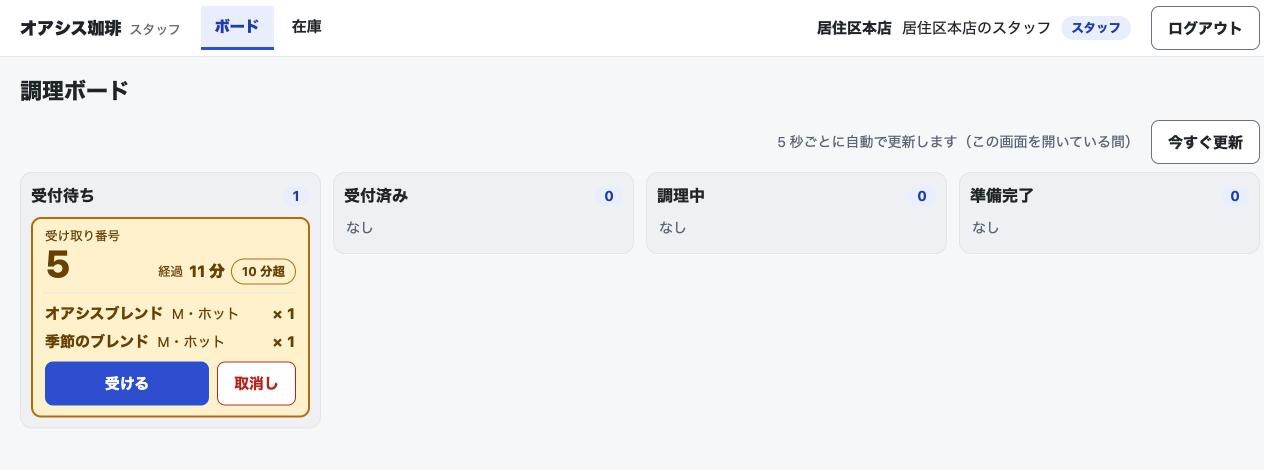 オアシス珈琲 スタッフ ボード 在庫 居住区本店 居住区本店のスタッフ スタッフ ログアウト
調理ボード
5 秒ごとに自動で更新します（この画面を開いている間） 今すぐ更新
受付待ち 1
受け取り番号
5 経過 11 分 10 分超
オアシスブレンド M・ホット × 1
季節のブレンド M・ホット × 1
受ける 取消し
受付済み 0
なし
調理中 0
なし
準備完了 0
なし